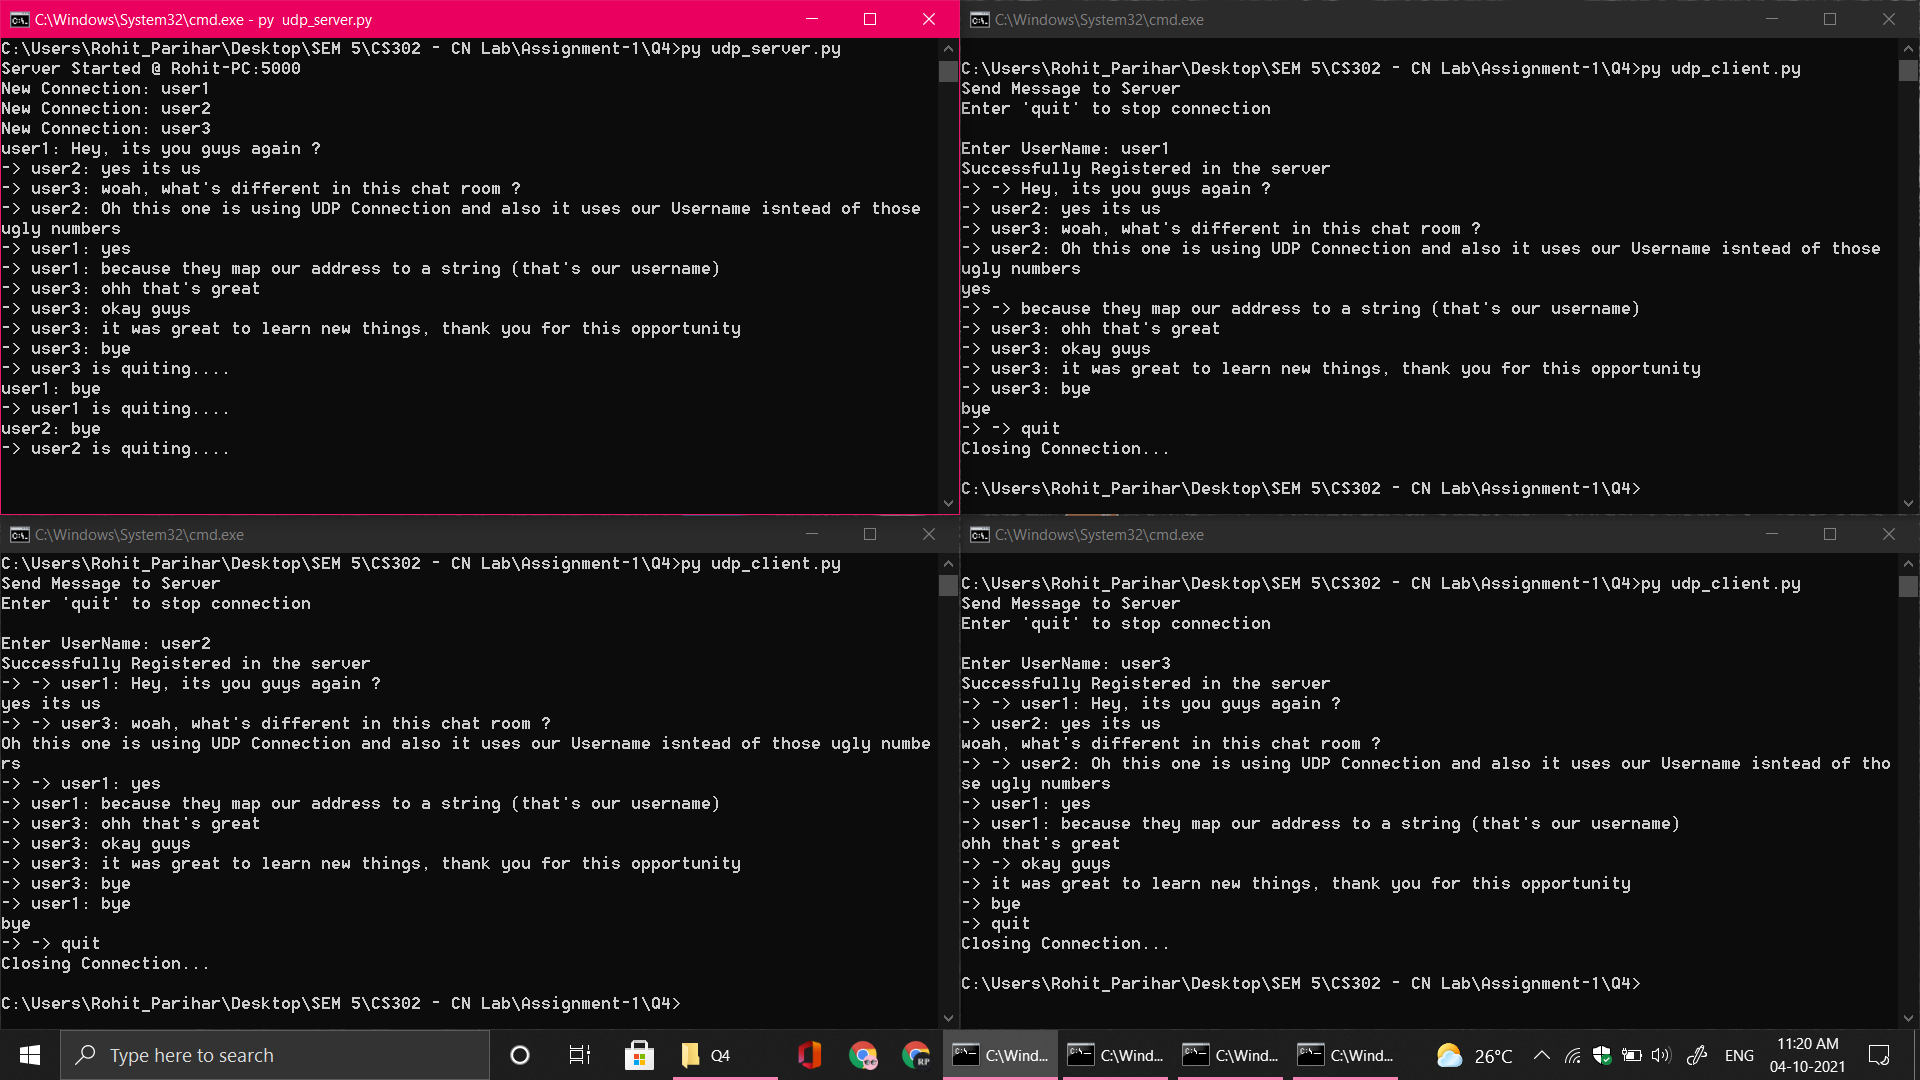 C:\Windows\System32\cmd.exe - py  udp_server.py
C:\Users\Rohit_Parihar\Desktop\SEM 5\CS302 - CN Lab\Assignment-1\Q4>py udp_server.py
Server Started @ Rohit-PC:5000
New Connection: user1
New Connection: user2
New Connection: user3
user1: Hey, its you guys again ?
-> user2: yes its us
-> user3: woah, what's different in this chat room ?
-> user2: Oh this one is using UDP Connection and also it uses our Username isntead of those
ugly numbers
-> user1: yes
-> user1: because they map our address to a string (that's our username)
-> user3: ohh that's great
-> user3: okay guys
-> user3: it was great to learn new things, thank you for this opportunity
-> user3: bye
-> user3 is quiting....
user1: bye
-> user1 is quiting....
user2: bye
-> user2 is quiting....
C:\Windows\System32\cmd.exe
C:\Users\Rohit_Parihar\Desktop\SEM 5\CS302 - CN Lab\Assignment-1\Q4>py udp_client.py
Send Message to Server
Enter 'quit' to stop connection
Enter UserName: user1
Successfully Registered in the server
-> -> Hey, its you guys again ?
-> user2: yes its us
-> user3: woah, what's different in this chat room ?
-> user2: Oh this one is using UDP Connection and also it uses our Username isntead of those
ugly numbers
yes
-> -> because they map our address to a string (that's our username)
-> user3: ohh that's great
-> user3: okay guys
-> user3: it was great to learn new things, thank you for this opportunity
-> user3: bye
bye
-> -> quit
Closing Connection...
C:\Users\Rohit_Parihar\Desktop\SEM 5\CS302 - CN Lab\Assignment-1\Q4>
C:\Windows\System32\cmd.exe
C:\Users\Rohit_Parihar\Desktop\SEM 5\CS302 - CN Lab\Assignment-1\Q4>py udp_client.py
Send Message to Server
Enter 'quit' to stop connection
Enter UserName: user2
Successfully Registered in the server
-> -> user1: Hey, its you guys again ?
yes its us
-> -> user3: woah, what's different in this chat room ?
Oh this one is using UDP Connection and also it uses our Username isntead of those ugly numbe
rs
-> -> user1: yes
-> user1: because they map our address to a string (that's our username)
-> user3: ohh that's great
-> user3: okay guys
-> user3: it was great to learn new things, thank you for this opportunity
-> user3: bye
-> user1: bye
bye
-> -> quit
Closing Connection...
C:\Users\Rohit_Parihar\Desktop\SEM 5\CS302 - CN Lab\Assignment-1\Q4>
C:\Windows\System32\cmd.exe
C:\Users\Rohit_Parihar\Desktop\SEM 5\CS302 - CN Lab\Assignment-1\Q4>py udp_client.py
Send Message to Server
Enter 'quit' to stop connection
Enter UserName: user3
Successfully Registered in the server
-> -> user1: Hey, its you guys again ?
-> user2: yes its us
woah, what's different in this chat room ?
-> -> user2: Oh this one is using UDP Connection and also it uses our Username isntead of tho
se ugly numbers
-> user1: yes
-> user1: because they map our address to a string (that's our username)
ohh that's great
-> -> okay guys
-> it was great to learn new things, thank you for this opportunity
-> bye
-> quit
Closing Connection...
C:\Users\Rohit_Parihar\Desktop\SEM 5\CS302 - CN Lab\Assignment-1\Q4>
Type here to search
Q4
RP
C:\Wind...
C:\Wind...
C:\Wind...
C:\Wind...
26°C
ENG
11:20 AM
04-10-2021